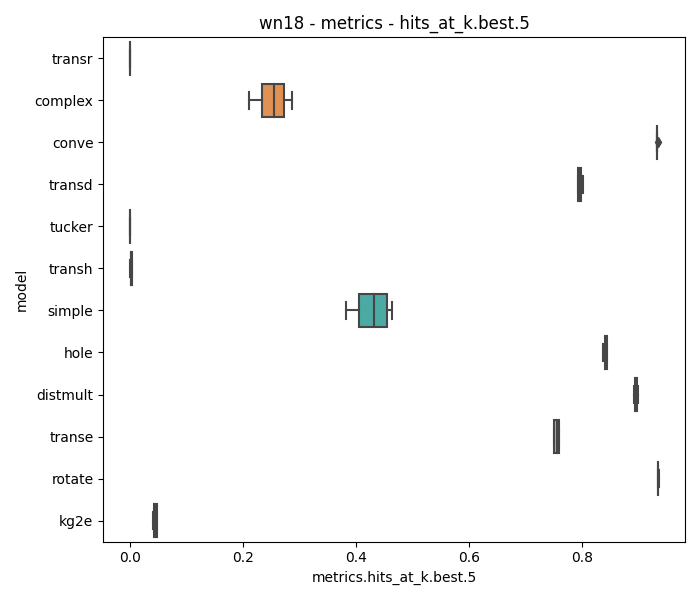 wn18 - metrics - hits_at_k.best.5
transr
complex
conve
transd
tucker
transh
simple
hole
distmult
transe
rotate
kg2e
model
0.0 0.2 0.4 0.6 0.8
metrics.hits_at_k.best.5